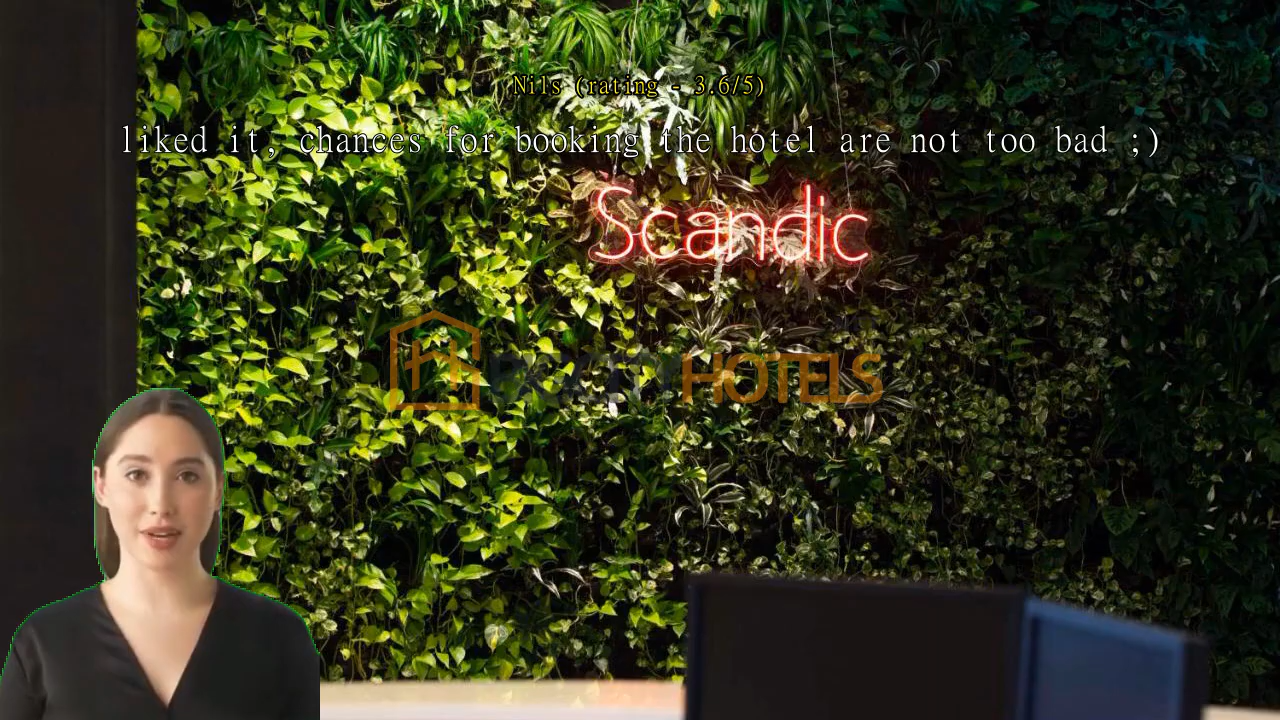 Nils (rating - 3.6/5)
liked it, chances for booking the hotel are not too bad ;)
Scandic
HOTELS